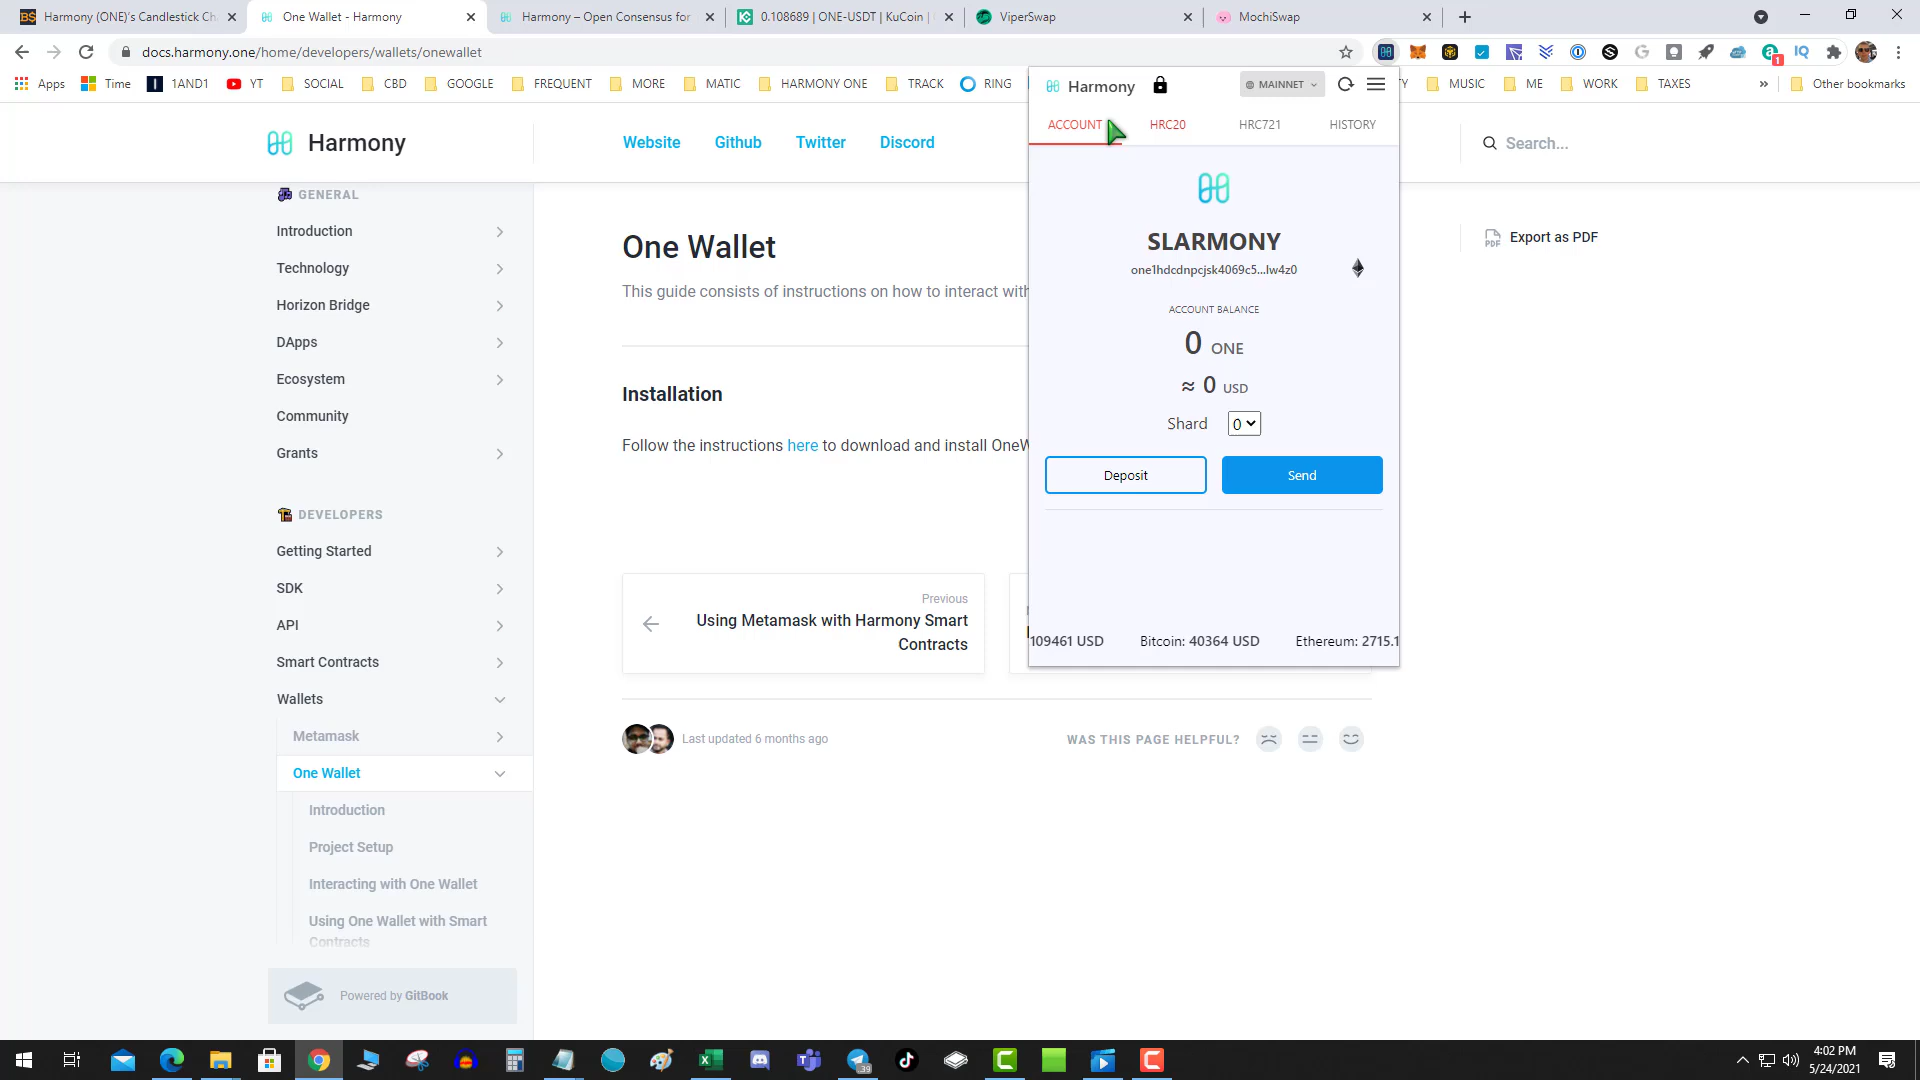 Harmony (ONE)'s Candlestick Ch
One Wallet - Harmony
Harmony – Open Consensus for
0.108689 | ONE-USDT | KuCoin |
ViperSwap
MochiSwap
docs.harmony.one/home/developers/wallets/onewallet
1
Apps
Time
1AND1
YT
SOCIAL
CBD
GOOGLE
FREQUENT
MORE
MATIC
HARMONY ONE
TRACK
RING
TY
MUSIC
ME
WORK
TAXES
»
Other bookmarks
Harmony
Website
Github
Twitter
Discord
Search...
Export as PDF
GENERAL
Introduction
Technology
Horizon Bridge
DApps
Ecosystem
Community
Grants
DEVELOPERS
Getting Started
SDK
API
Smart Contracts
Wallets
Metamask
One Wallet
Introduction
Project Setup
Interacting with One Wallet
Using One Wallet with Smart
Contracts
Powered by GitBook
One Wallet
This guide consists of instructions on how to interact with
Installation
Follow the instructions here to download and install OneW
Previous
Using Metamask with Harmony Smart
Contracts
Last updated 6 months ago
WAS THIS PAGE HELPFUL?
Harmony
MAINNET
ACCOUNT
HRC20
HRC721
HISTORY
SLARMONY
one1hdcdnpcjsk4069c5...lw4z0
ACCOUNT BALANCE
0 ONE
≈ 0 USD
Shard
0
Deposit
Send
109461 USD
Bitcoin: 40364 USD
Ethereum: 2715.1
39
4:02 PM
5/24/2021